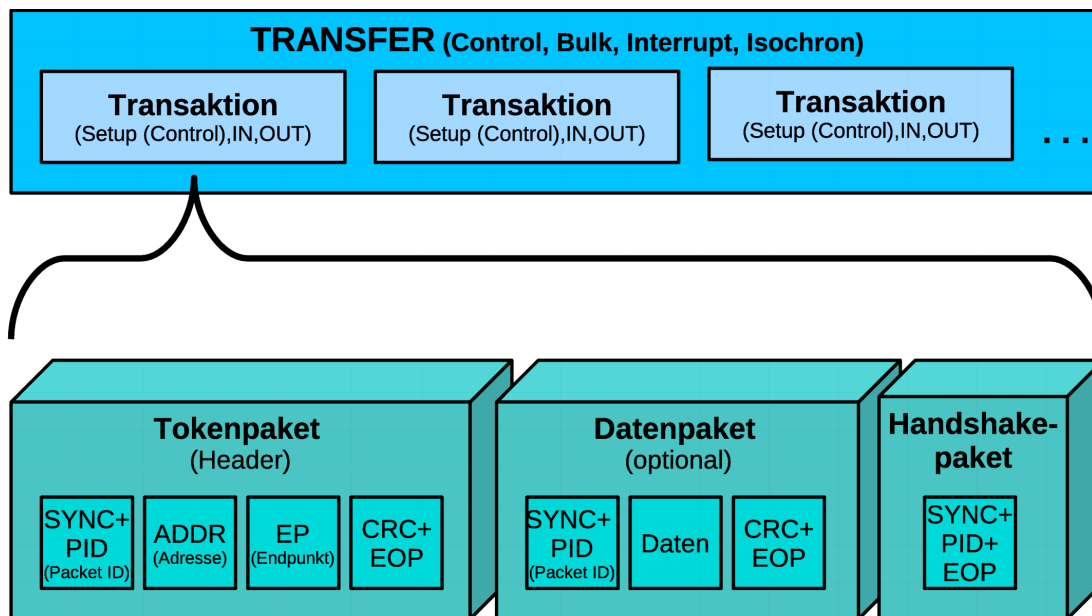 TRANSFER (Control, Bulk, Interrupt, Isochron)
Transaktion
(Setup (Control),IN,OUT)
Transaktion
(Setup (Control),IN,OUT)
Transaktion
(Setup (Control),IN,OUT)
...
Tokenpaket
(Header)
SYNC+
PID
(Packet ID)
ADDR
(Adresse)
EP
(Endpunkt)
CRC+
EOP
Datenpaket
(optional)
SYNC+
PID
(Packet ID)
Daten
CRC+
EOP
Handshake-
paket
SYNC+
PID+
EOP